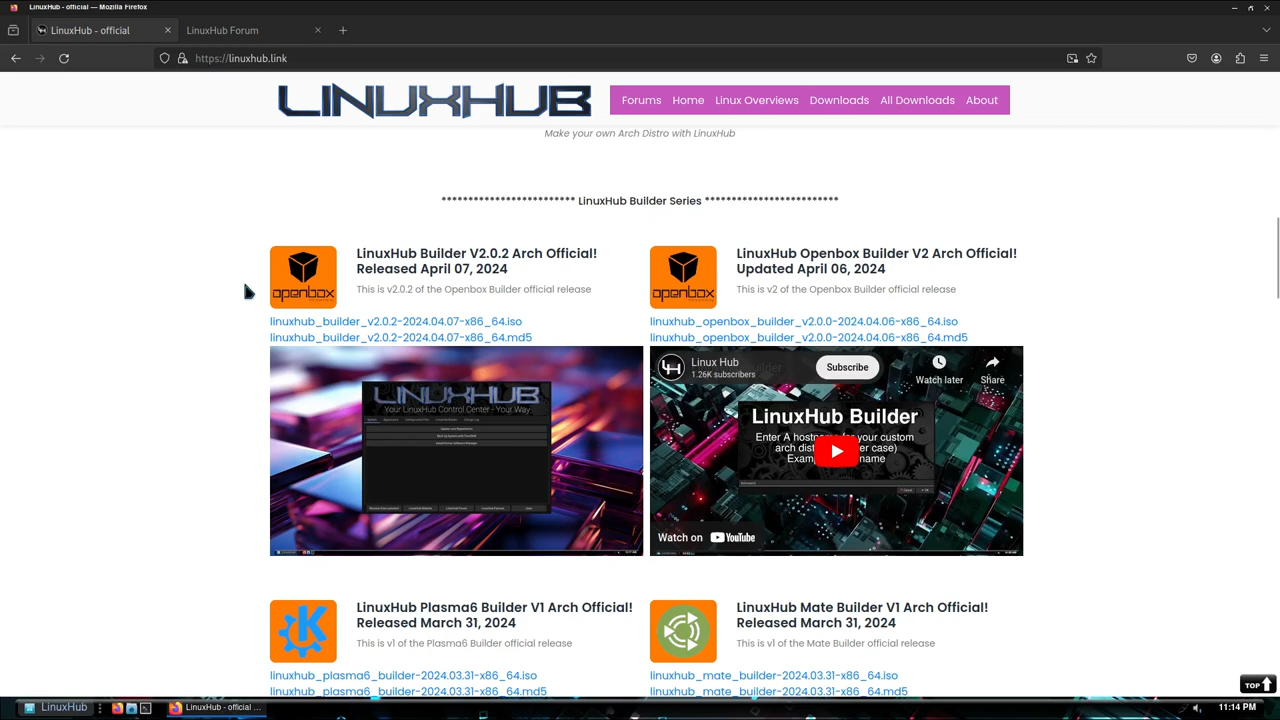 LinuxHub - official — Mozilla Firefox
LinuxHub - official
LinuxHub Forum
https://linuxhub.link
LINUXHUB
Forums Home Linux Overviews Downloads All Downloads About
Make your own Arch Distro with LinuxHub
************************* LinuxHub Builder Series *************************
openbox
LinuxHub Builder V2.0.2 Arch Official!
Released April 07, 2024
This is v2.0.2 of the Openbox Builder official release
linuxhub_builder_v2.0.2-2024.04.07-x86_64.iso
linuxhub_builder_v2.0.2-2024.04.07-x86_64.md5
openbox
LinuxHub Openbox Builder V2 Arch Official!
Updated April 06, 2024
This is v2 of the Openbox Builder official release
linuxhub_openbox_builder_v2.0.0-2024.04.06-x86_64.iso
linuxhub_openbox_builder_v2.0.0-2024.04.06-x86_64.md5
LINUXHUB
Your LinuxHub Control Center - Your Way
Linux Hub
1.26K subscribers
Subscribe
Watch later
Share
LinuxHub Builder
Enter A hostname for your custom
Watch on YouTube
LinuxHub Plasma6 Builder V1 Arch Official!
Released March 31, 2024
This is v1 of the Plasma6 Builder official release
linuxhub_plasma6_builder-2024.03.31-x86_64.iso
linuxhub_plasma6_builder-2024.03.31-x86_64.md5
LinuxHub Mate Builder V1 Arch Official!
Released March 31, 2024
This is v1 of the Mate Builder official release
linuxhub_mate_builder-2024.03.31-x86_64.iso
linuxhub_mate_builder-2024.03.31-x86_64.md5
TOP
LinuxHub
LinuxHub - official ...
11:14 PM